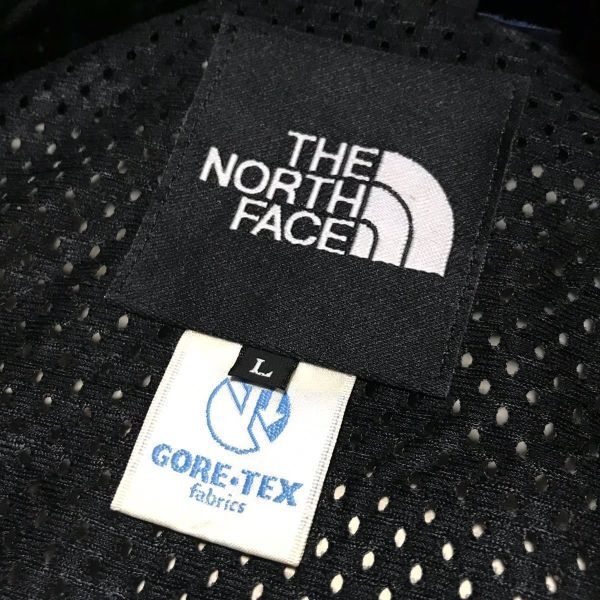 THE
NORTH
FACE
L
GORE-TEX
fabrics